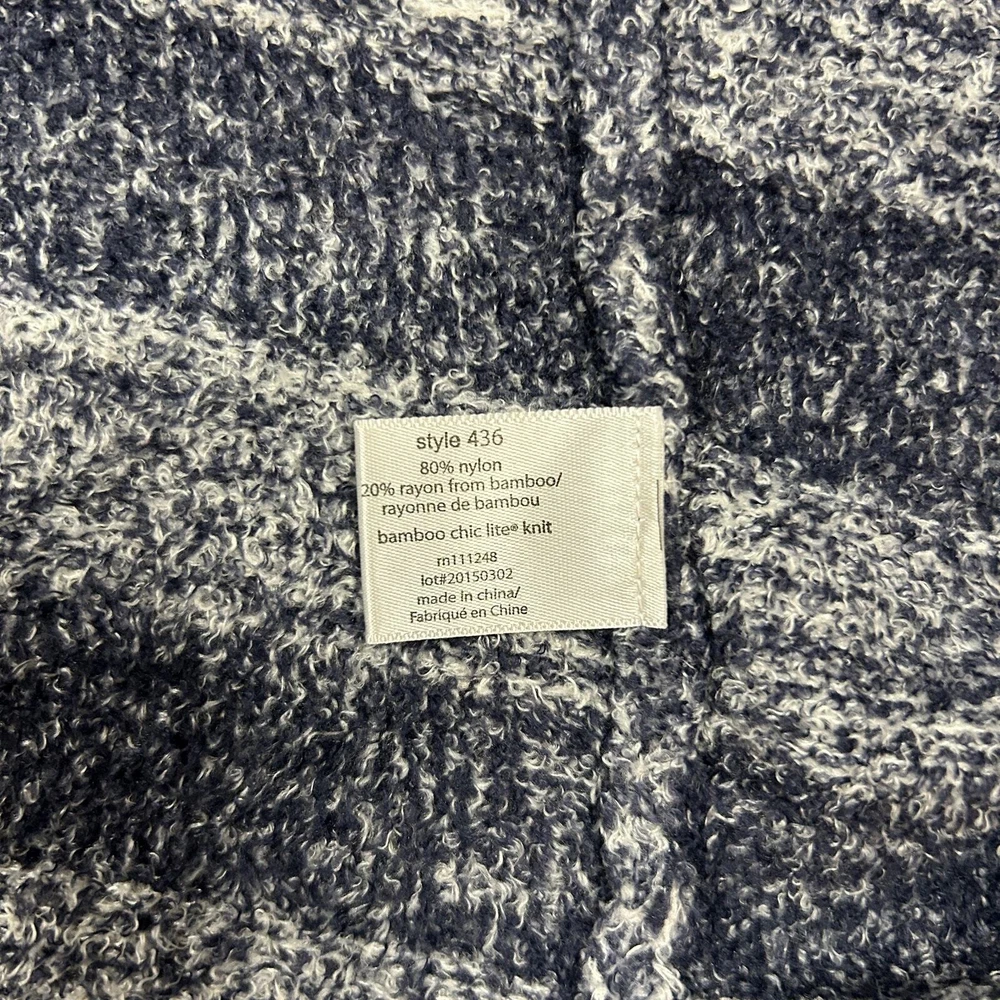 style 436
80% nylon
20% rayon from bamboo/
rayonne de bambou
bamboo chic lite® knit
rn111248
lot#20150302
made in china/
Fabriqué en Chine